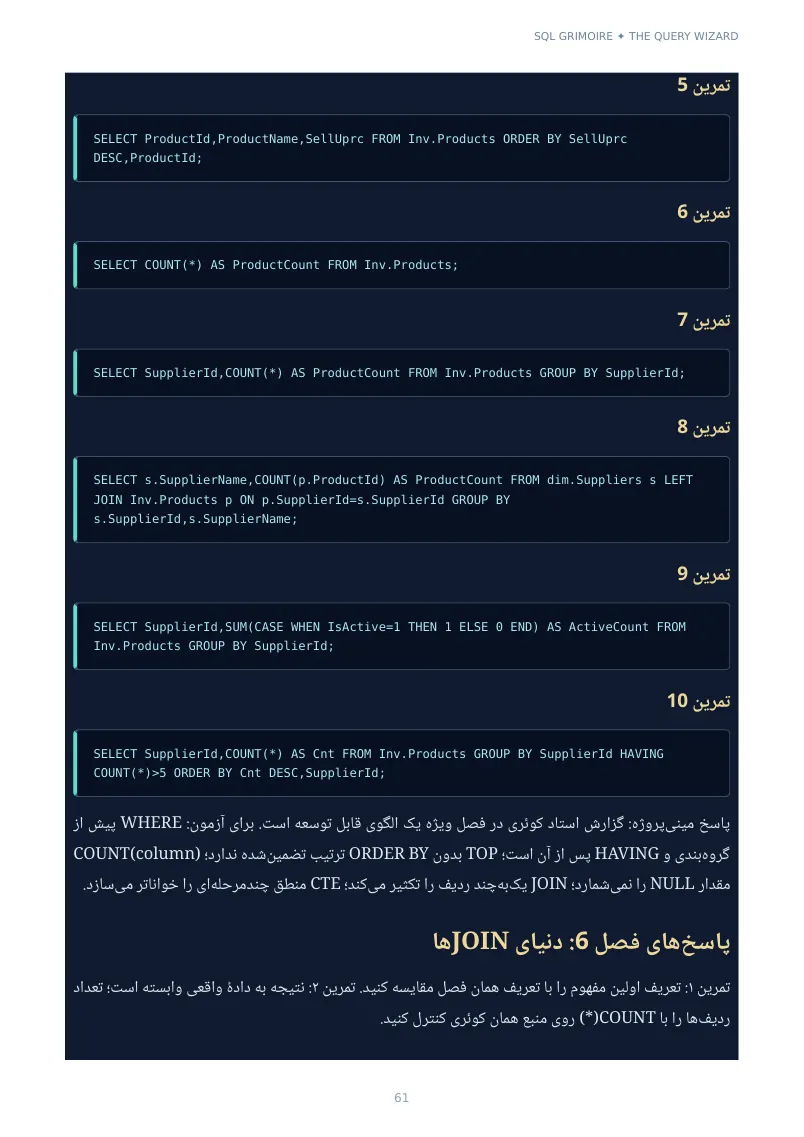 SQL GRIMOIRE ✦ THE QUERY WIZARD
تمرین 5
SELECT ProductId,ProductName,SellUprc FROM Inv.Products ORDER BY SellUprc
DESC,ProductId;
تمرین 6
SELECT COUNT(*) AS ProductCount FROM Inv.Products;
تمرین 7
SELECT SupplierId,COUNT(*) AS ProductCount FROM Inv.Products GROUP BY SupplierId;
تمرین 8
SELECT s.SupplierName,COUNT(p.ProductId) AS ProductCount FROM dim.Suppliers s LEFT
JOIN Inv.Products p ON p.SupplierId=s.SupplierId GROUP BY
s.SupplierId,s.SupplierName;
تمرین 9
SELECT SupplierId,SUM(CASE WHEN IsActive=1 THEN 1 ELSE 0 END) AS ActiveCount FROM
Inv.Products GROUP BY SupplierId;
تمرین 10
SELECT SupplierId,COUNT(*) AS Cnt FROM Inv.Products GROUP BY SupplierId HAVING
COUNT(*)>5 ORDER BY Cnt DESC,SupplierId;
پاسخ مینی‌پروژه: گزارش استاد کوئری در فصل ویژه یک الگوی قابل توسعه است. برای آزمون: WHERE پیش از
گروه‌بندی و HAVING پس از آن است؛ TOP بدون ORDER BY ترتیب تضمین‌شده ندارد؛ COUNT(column)
مقدار NULL را نمی‌شمارد؛ JOIN یک‌به‌چند ردیف را تکثیر می‌کند؛ CTE منطق چندمرحله‌ای را خواناتر می‌سازد.
پاسخ‌های فصل 6: دنیای JOINها
تمرین ۱: تعریف اولین مفهوم را با تعریف همان فصل مقایسه کنید. تمرین ۲: نتیجه به دادهٔ واقعی وابسته است؛ تعداد
ردیف‌ها را با COUNT(*) روی منبع همان کوئری کنترل کنید.
61